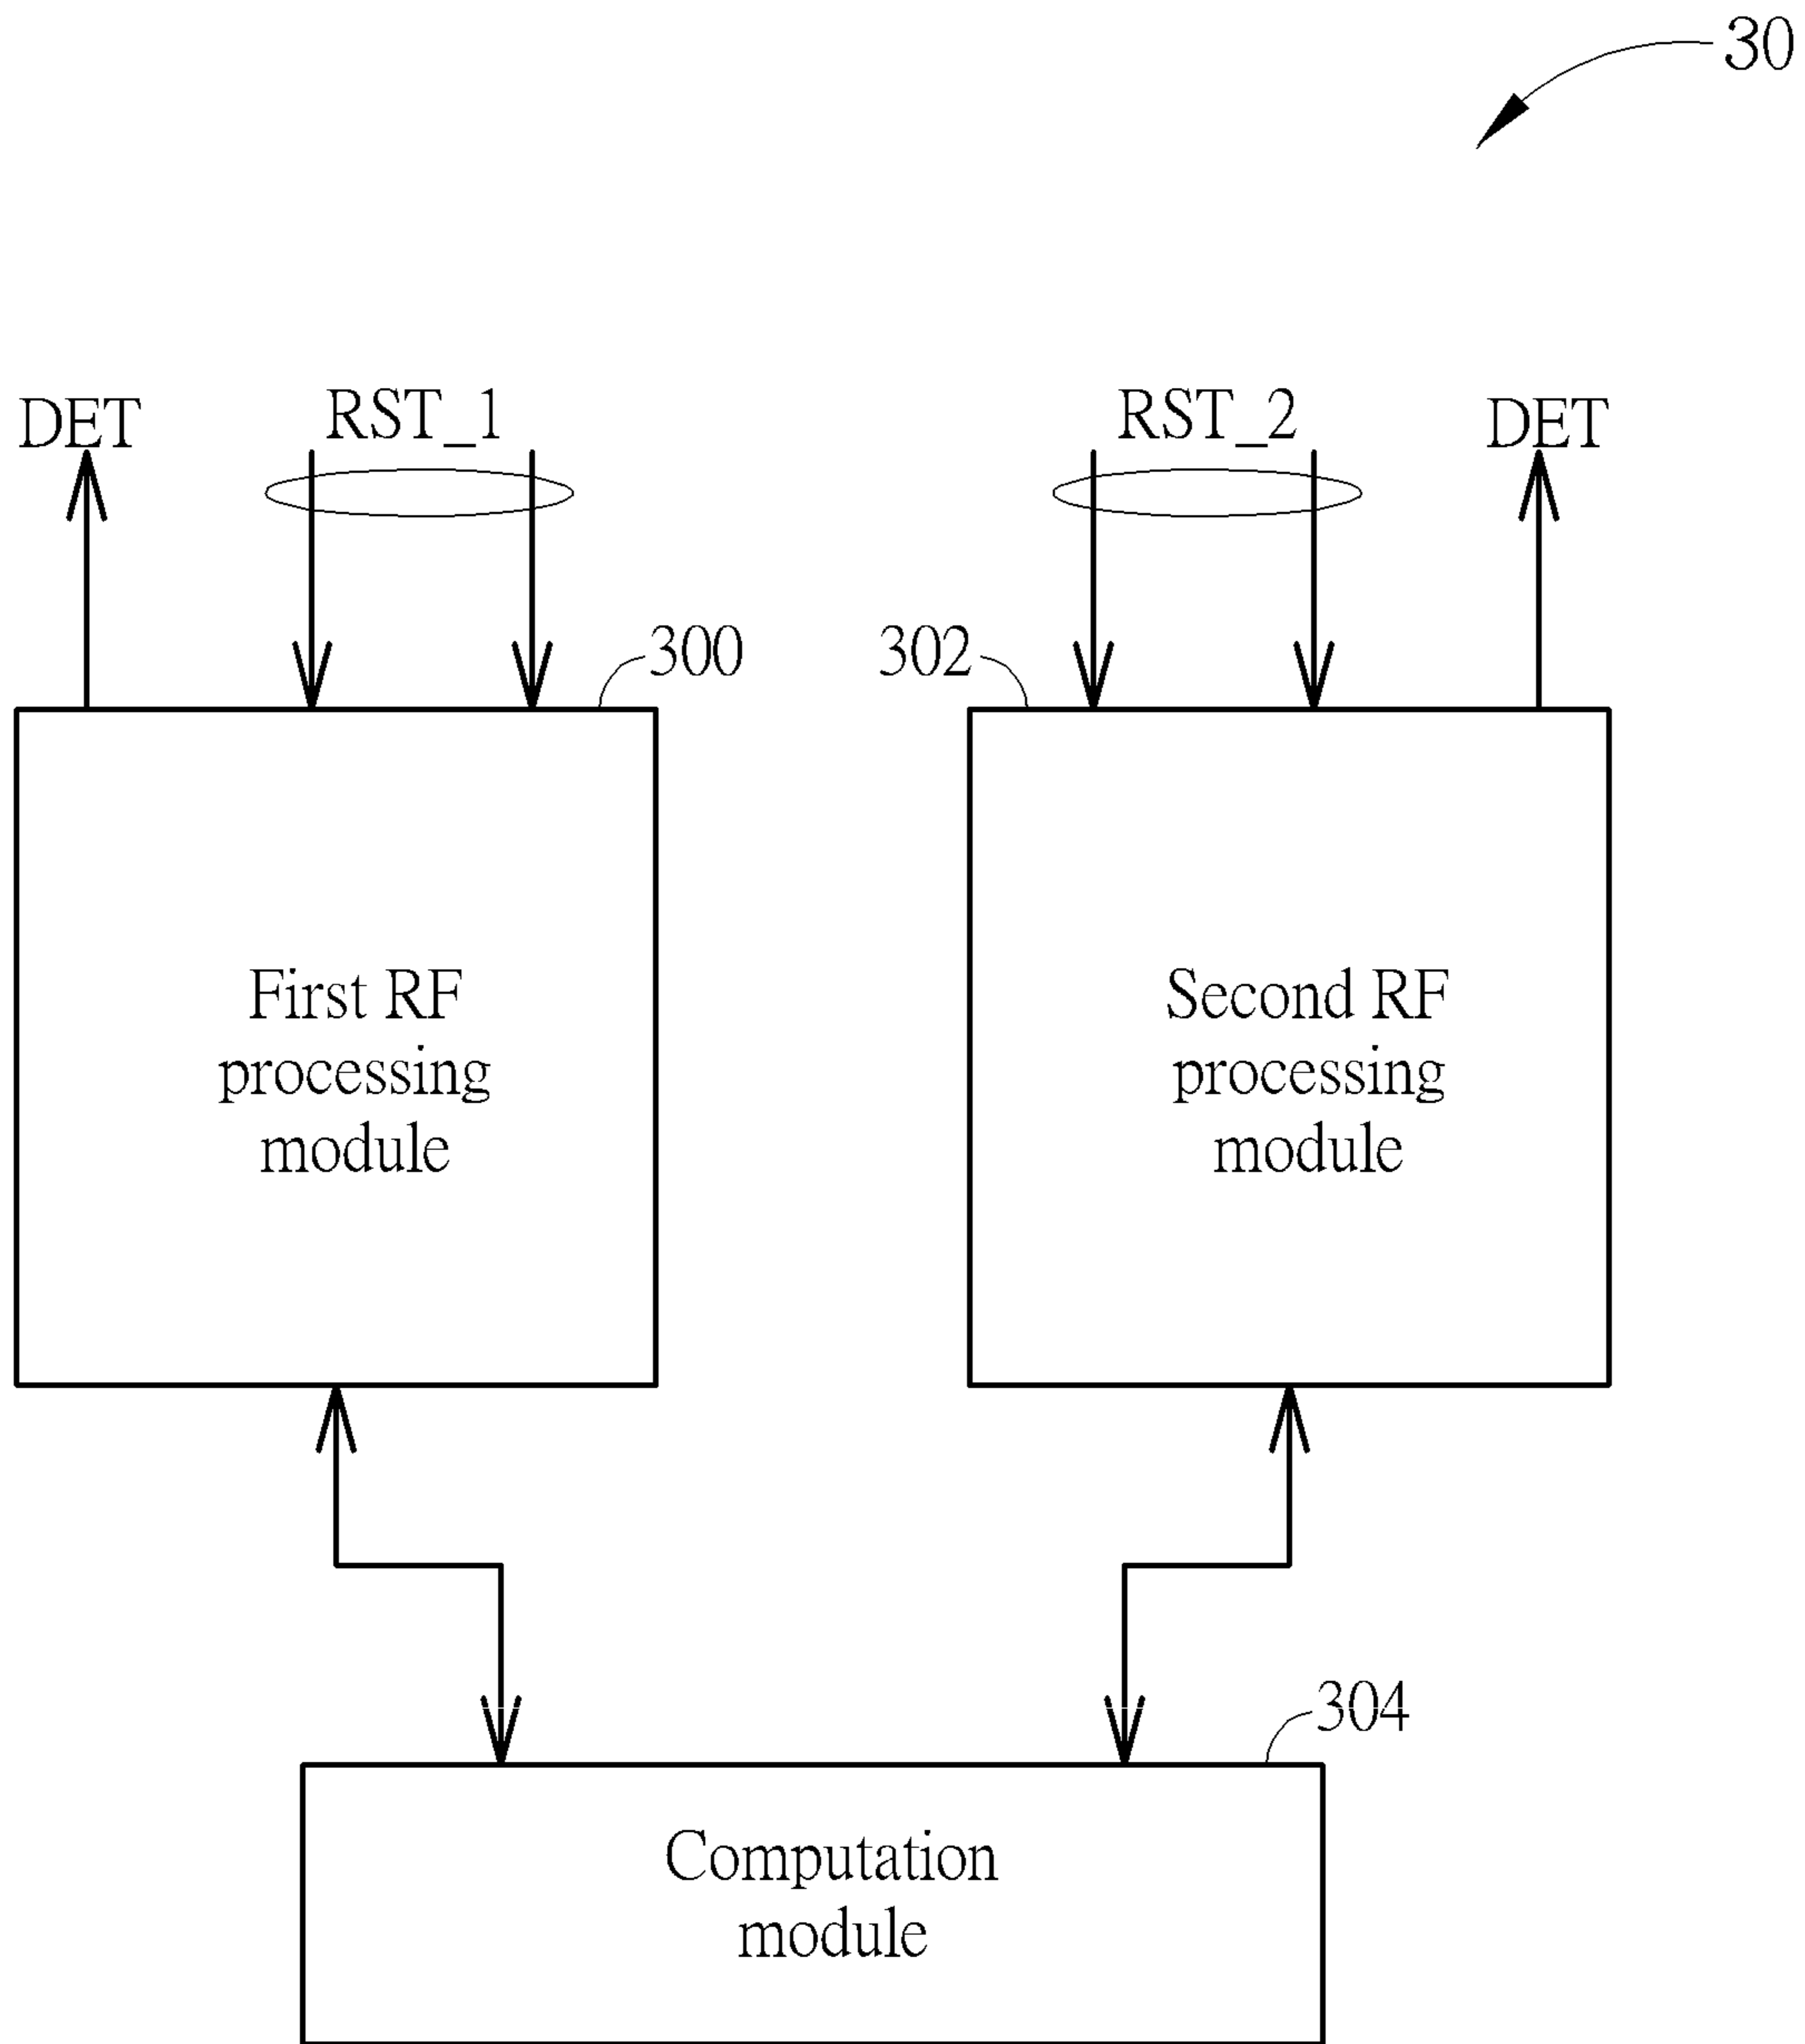 30
DET RST_1 RST_2 DET
300 302
First RF
processing
module
Second RF
processing
module
304
Computation
module